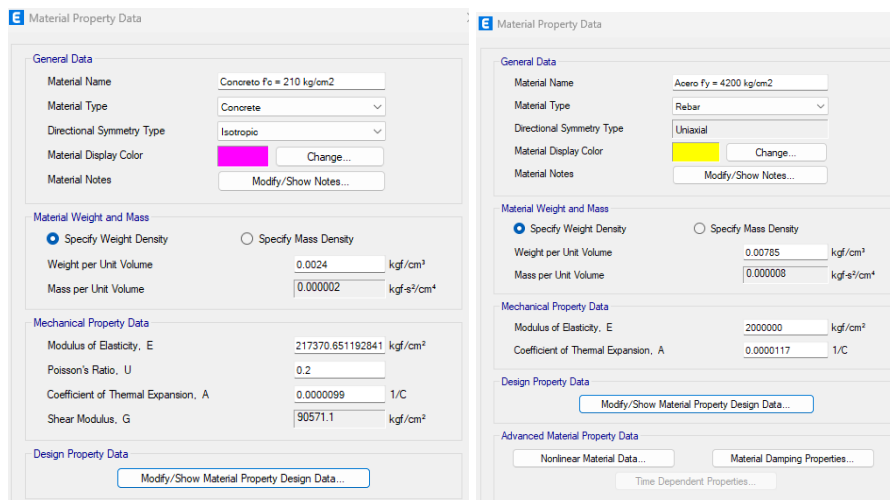 E Material Property Data
General Data
Material Name Concreto f'c = 210 kg/cm2
Material Type Concrete
Directional Symmetry Type Isotropic
Material Display Color Change...
Material Notes Modify/Show Notes...
Material Weight and Mass
Specify Weight Density Specify Mass Density
Weight per Unit Volume 0.0024 kgf/cm³
Mass per Unit Volume 0.000002 kgf-s²/cm⁴
Mechanical Property Data
Modulus of Elasticity, E 217370.651192841 kgf/cm²
Poisson's Ratio, U 0.2
Coefficient of Thermal Expansion, A 0.0000099 1/C
Shear Modulus, G 90571.1 kgf/cm²
Design Property Data
Modify/Show Material Property Design Data...
E Material Property Data
General Data
Material Name Acero f'y = 4200 kg/cm2
Material Type Rebar
Directional Symmetry Type Uniaxial
Material Display Color Change...
Material Notes Modify/Show Notes...
Material Weight and Mass
Specify Weight Density Specify Mass Density
Weight per Unit Volume 0.00785 kgf/cm³
Mass per Unit Volume 0.000008 kgf-s²/cm⁴
Mechanical Property Data
Modulus of Elasticity, E 2000000 kgf/cm²
Coefficient of Thermal Expansion, A 0.0000117 1/C
Design Property Data
Modify/Show Material Property Design Data...
Advanced Material Property Data
Nonlinear Material Data... Material Damping Properties...
Time Dependent Properties...